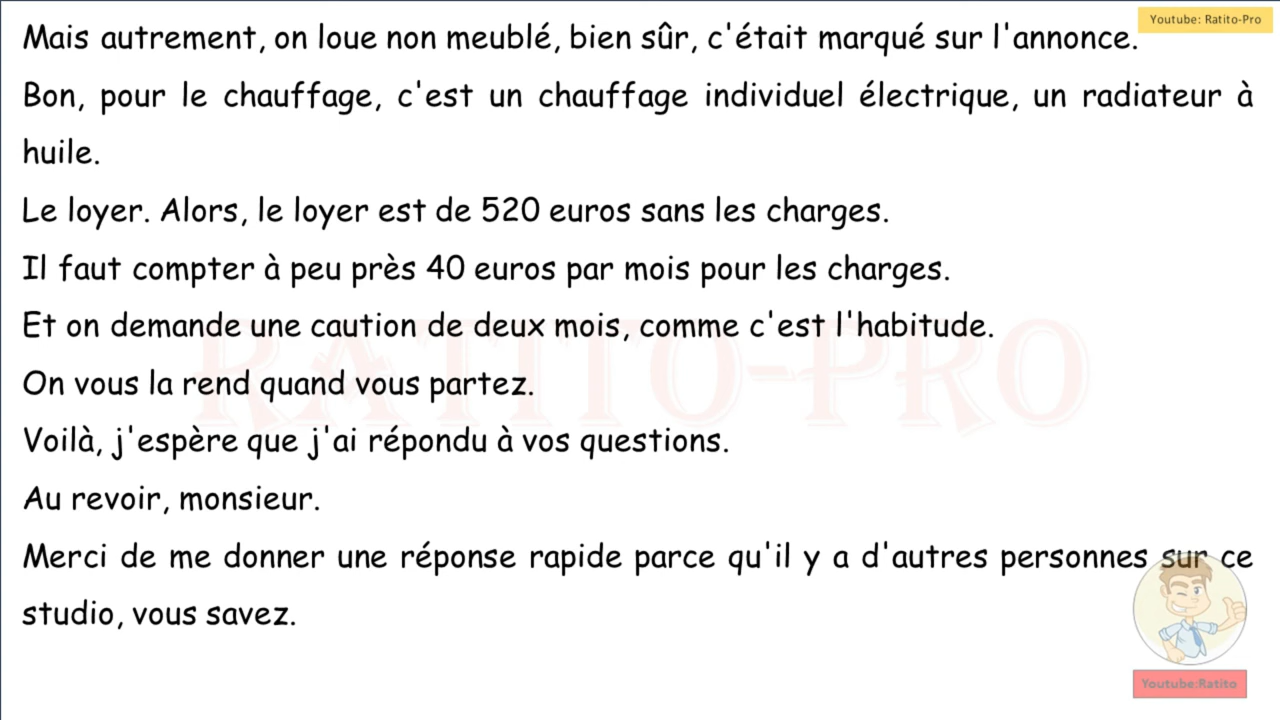 Youtube: Ratito-Pro
Mais autrement, on loue non meublé, bien sûr, c'était marqué sur l'annonce.
Bon, pour le chauffage, c'est un chauffage individuel électrique, un radiateur à
huile.
Le loyer. Alors, le loyer est de 520 euros sans les charges.
Il faut compter à peu près 40 euros par mois pour les charges.
Et on demande une caution de deux mois, comme c'est l'habitude.
RATITO-PRO
On vous la rend quand vous partez.
Voilà, j'espère que j'ai répondu à vos questions.
Au revoir, monsieur.
Merci de me donner une réponse rapide parce qu'il y a d'autres personnes sur ce
studio, vous savez.
Youtube:Ratito